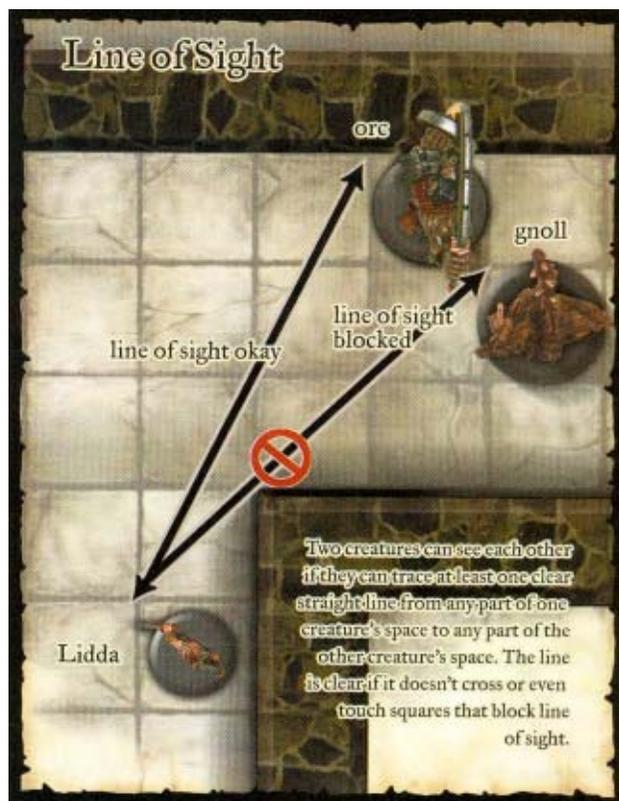 Line of Sight
orc
gnoll
line of sight
blocked
line of sight okay
Two creatures can see each other
if they can trace at least one clear
straight line from any part of one
creature's space to any part of the
other creature's space. The line
is clear if it doesn't cross or even
touch squares that block line
of sight.
Lidda